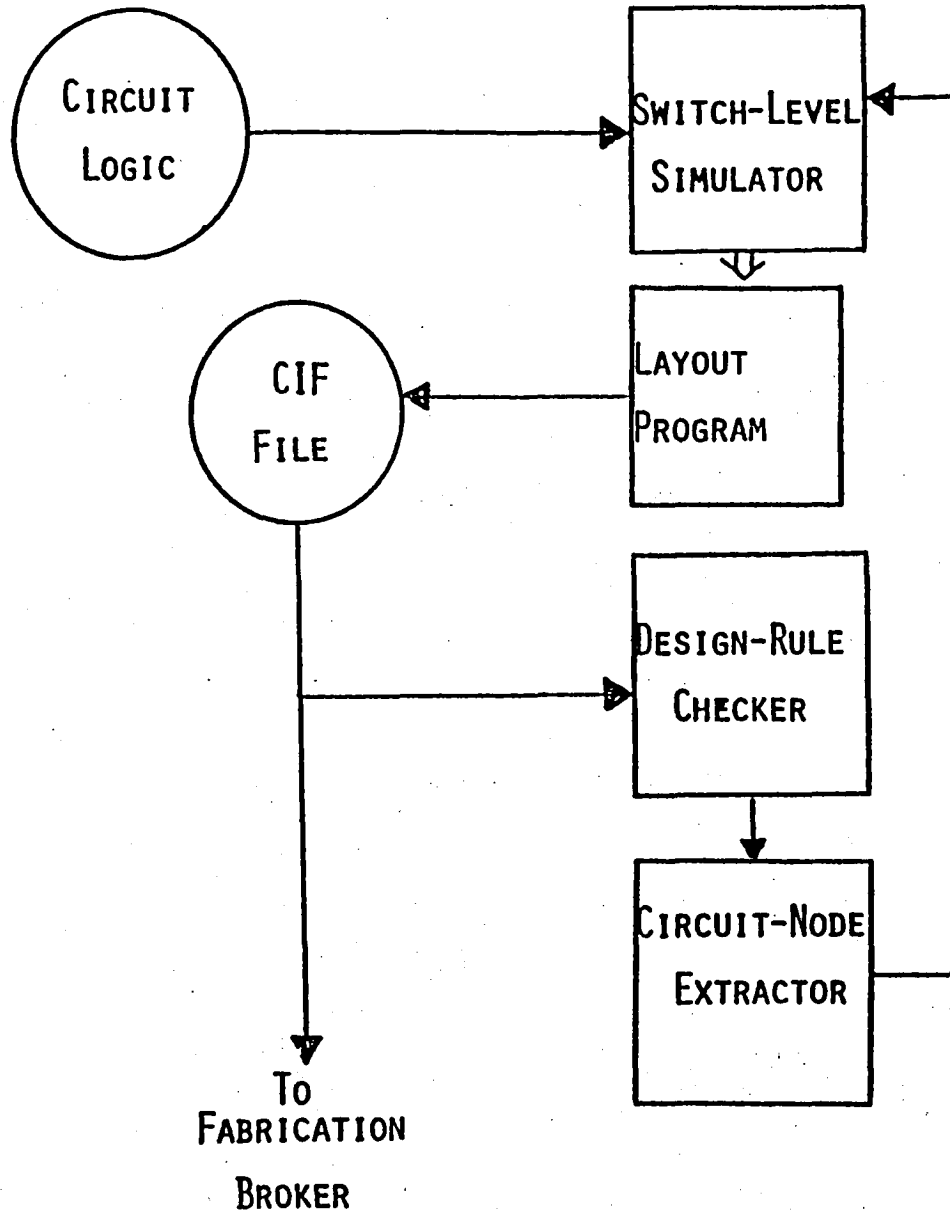 CIRCUIT
LOGIC
SWITCH-LEVEL
SIMULATOR
CIF
FILE
LAYOUT
PROGRAM
DESIGN-RULE
CHECKER
CIRCUIT-NODE
EXTRACTOR
TO
FABRICATION
BROKER